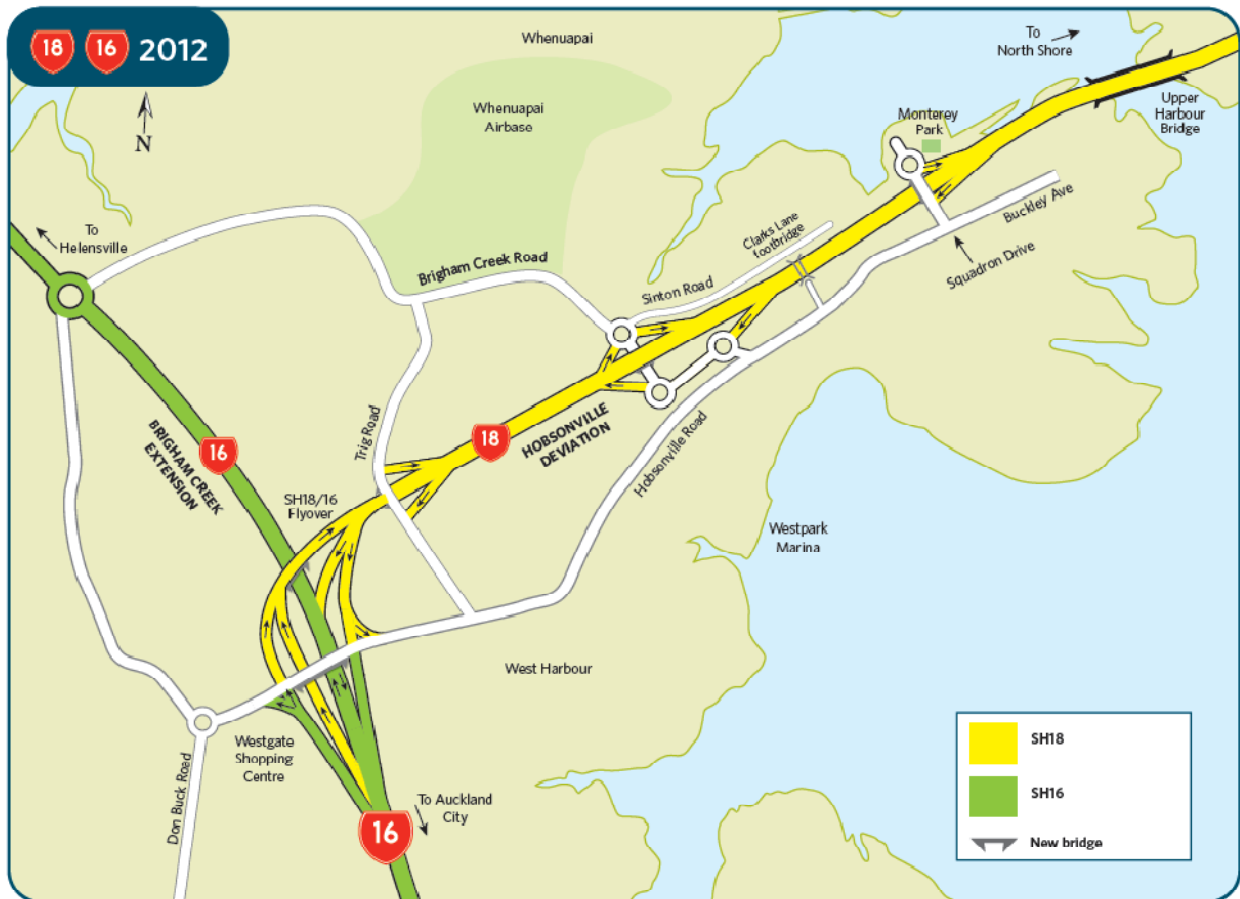 18 16 2012
N
Whenuapai
Whenuapai
Airbase
To
North Shore
Upper
Harbour
Bridge
Monterey
Park
Buckley Ave
Squadron Drive
Clarks Lane
footbridge
Sinton Road
Brigham Creek Road
To
Helensville
BRIGHAM CREEK
EXTENSION
16
Trig Road
SH18/16
Flyover
18
HOBSONVILLE
DEVIATION
Hobsonville Road
Westpark
Marina
West Harbour
Westgate
Shopping
Centre
Don Buck Road
To Auckland
City
16
SH18
SH16
New bridge